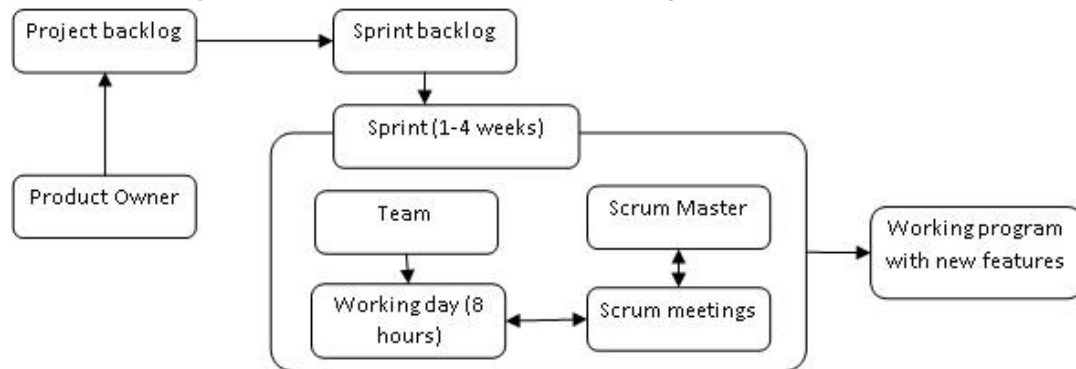 Project backlog
Sprint backlog
Sprint (1-4 weeks)
Product Owner
Team
Scrum Master
Working program
with new features
Working day (8
hours)
Scrum meetings